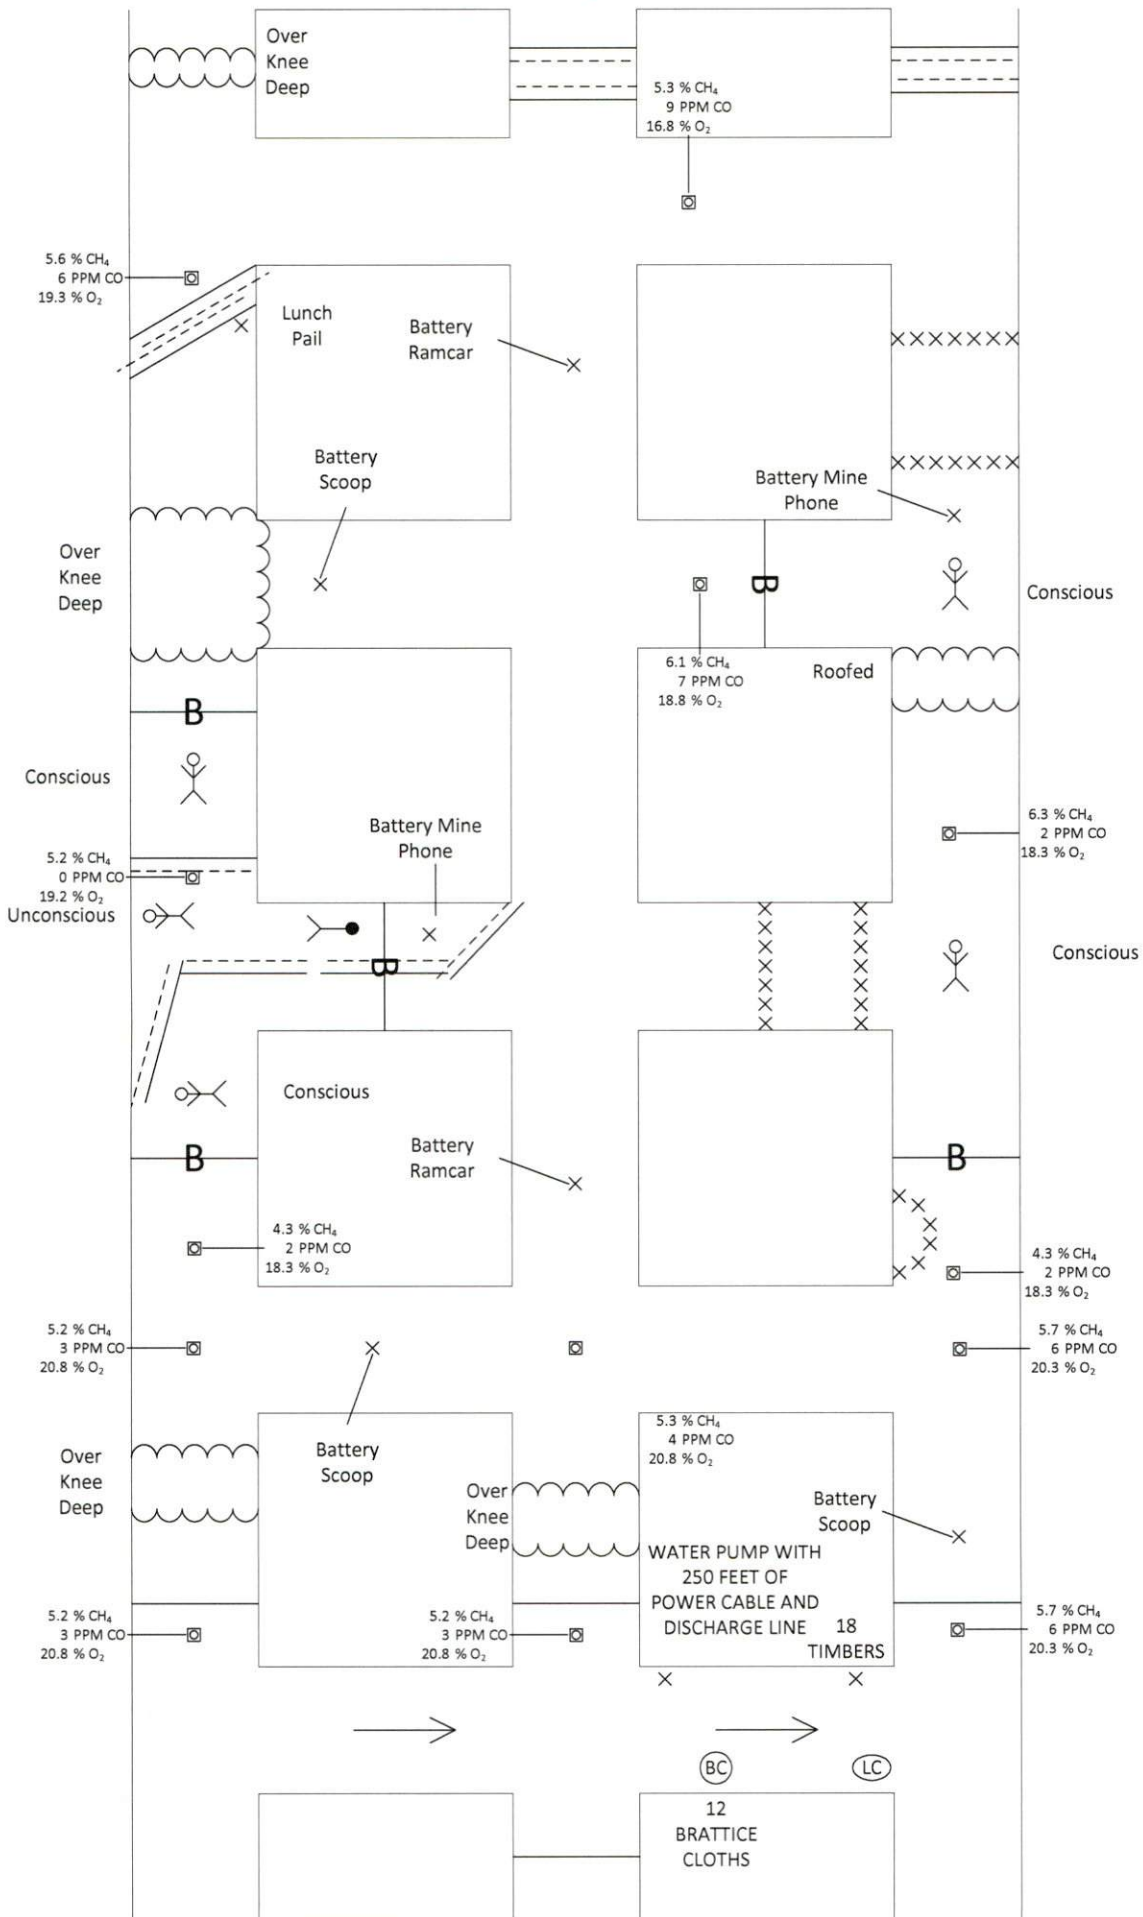 Over
Knee
Deep
5.3 % CH₄
9 PPM CO
16.8 % O₂
5.6 % CH₄
6 PPM CO
19.3 % O₂
Lunch
Pail
Battery
Ramcar
Battery
Scoop
Battery Mine
Phone
Over
Knee
Deep
B
Conscious
6.1 % CH₄
7 PPM CO
18.8 % O₂
Roofed
B
Conscious
Battery Mine
Phone
6.3 % CH₄
2 PPM CO
18.3 % O₂
5.2 % CH₄
0 PPM CO
19.2 % O₂
Unconscious
B
Conscious
Conscious
Battery
Ramcar
B
B
4.3 % CH₄
2 PPM CO
18.3 % O₂
4.3 % CH₄
2 PPM CO
18.3 % O₂
5.2 % CH₄
3 PPM CO
20.8 % O₂
5.7 % CH₄
6 PPM CO
20.3 % O₂
Over
Knee
Deep
Battery
Scoop
Over
Knee
Deep
5.3 % CH₄
4 PPM CO
20.8 % O₂
Battery
Scoop
WATER PUMP WITH
250 FEET OF
POWER CABLE AND
DISCHARGE LINE
18
TIMBERS
5.2 % CH₄
3 PPM CO
20.8 % O₂
5.2 % CH₄
3 PPM CO
20.8 % O₂
5.7 % CH₄
6 PPM CO
20.3 % O₂
BC
LC
12
BRATTICE
CLOTHS